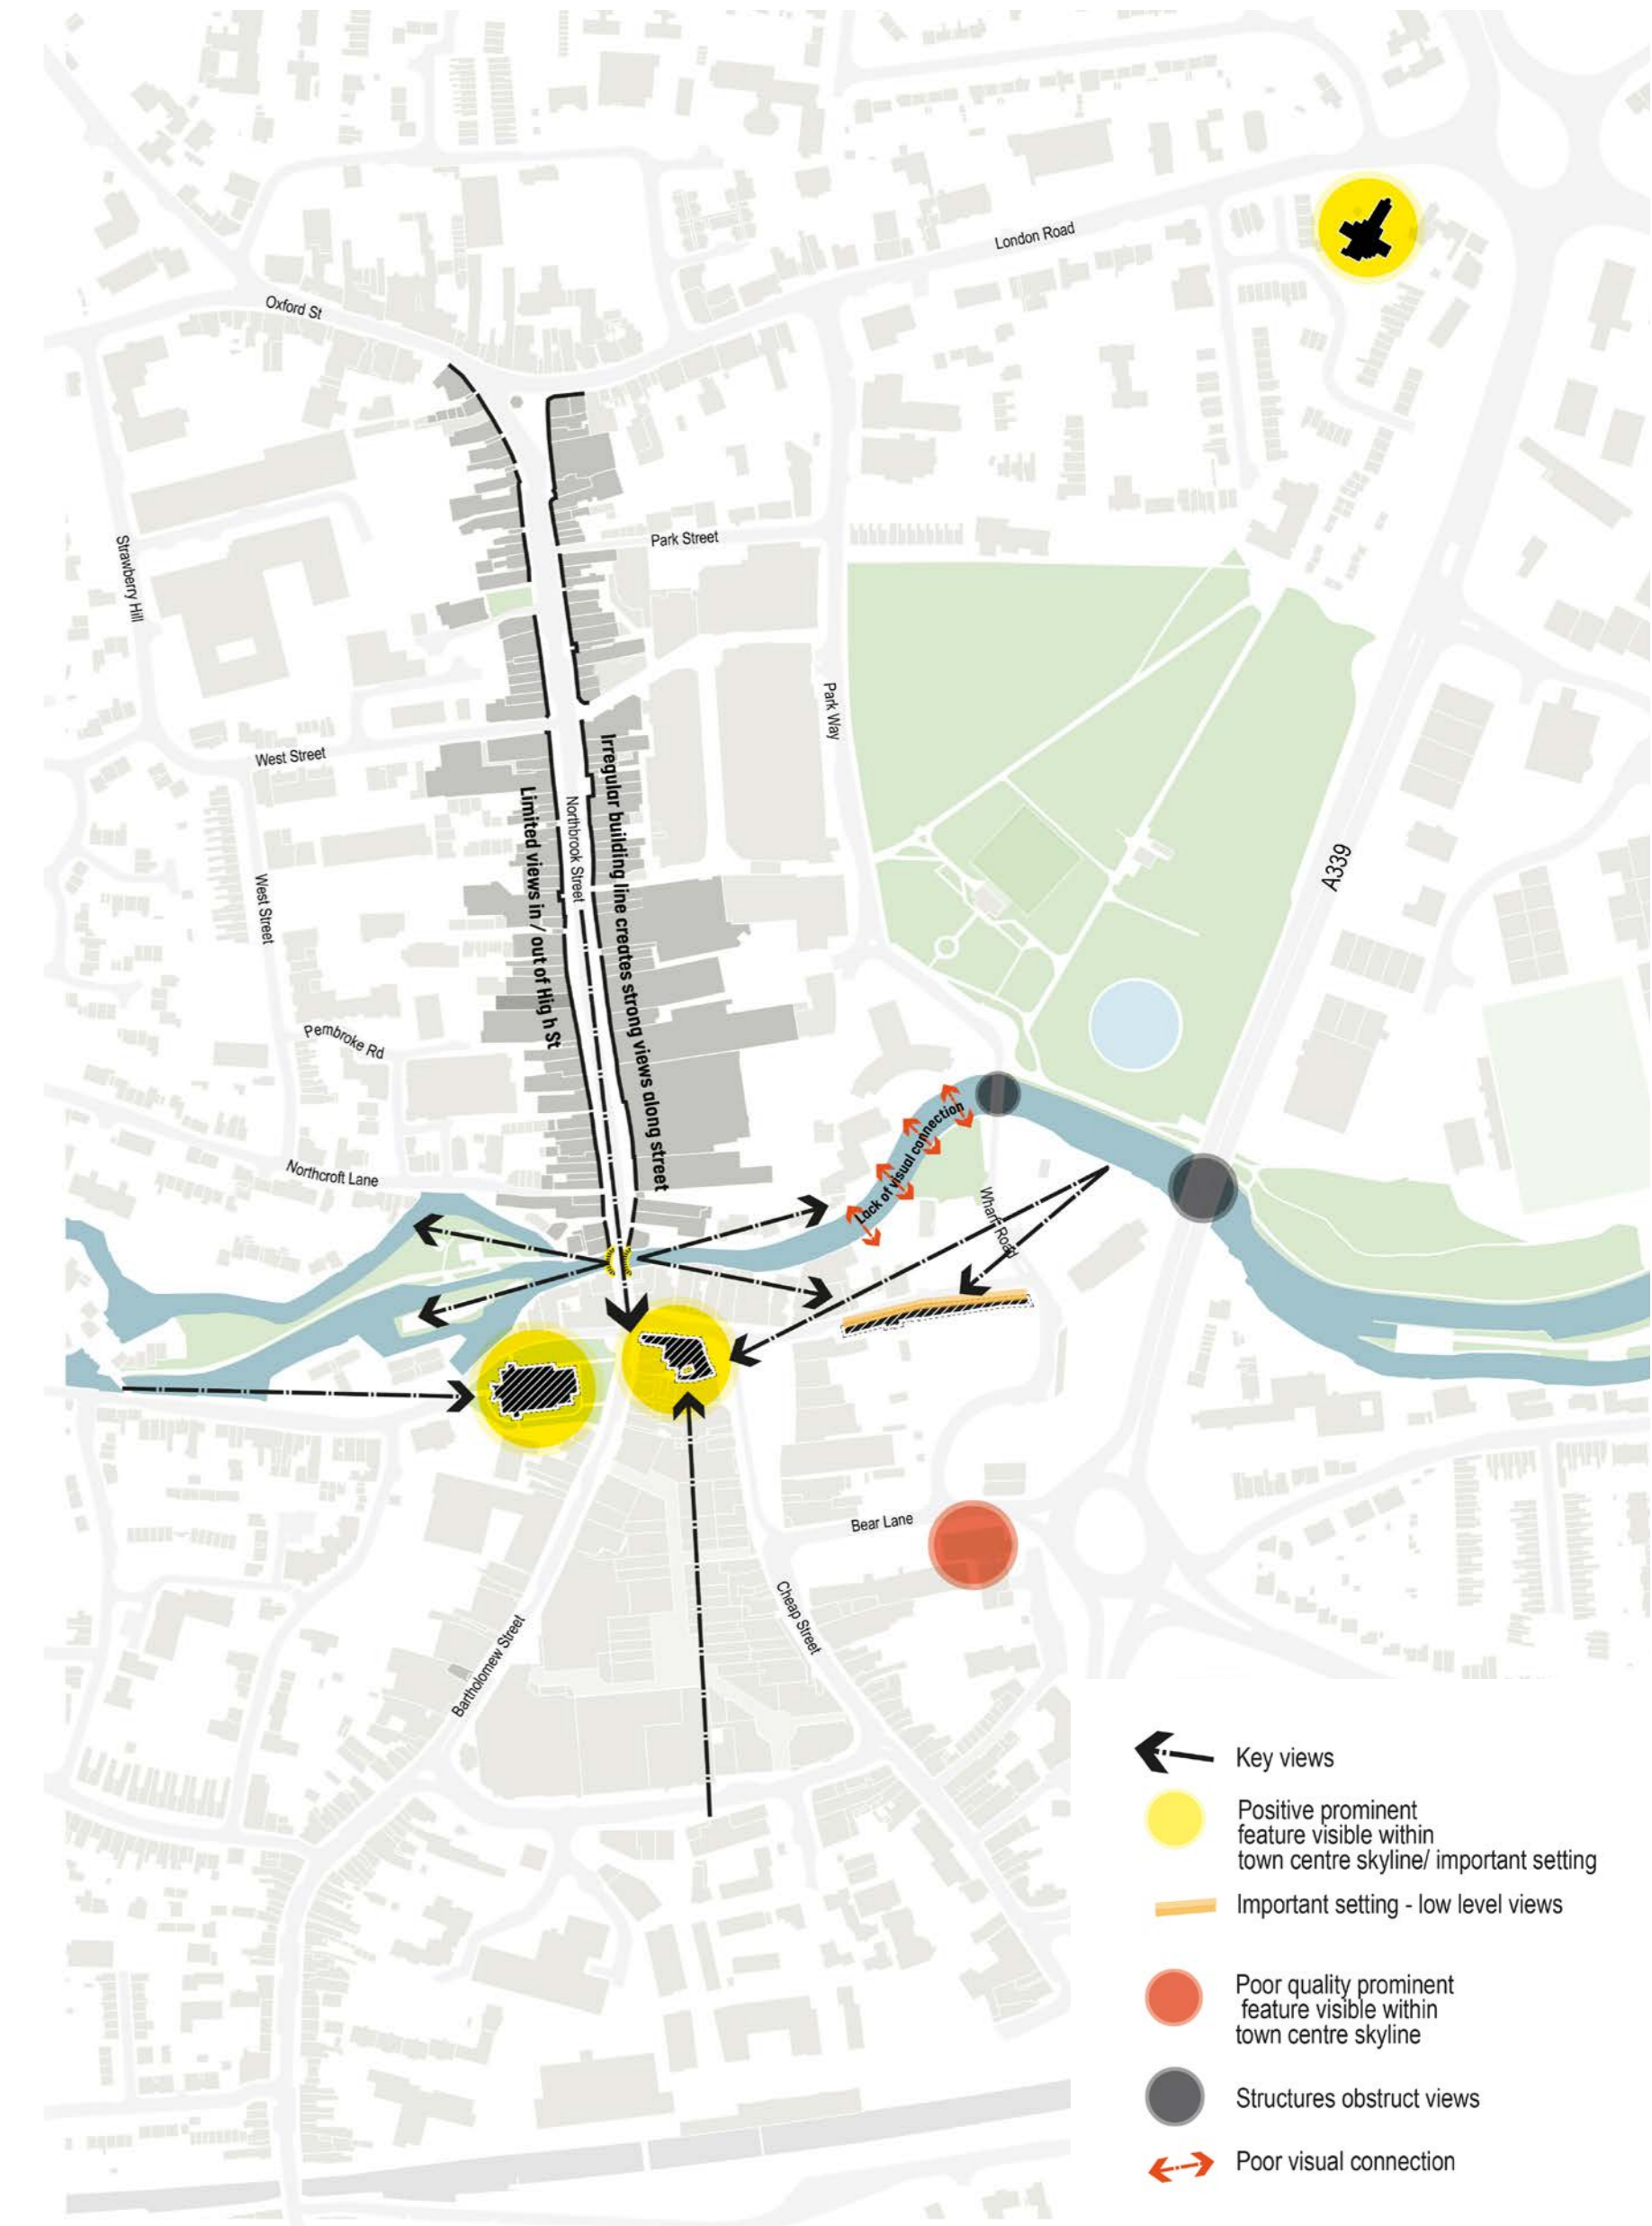 London Road
Oxford St
Park Street
Strawberry Hill
Park Way
West Street
Irregular building line creates strong views along street
Limited views in / out of Hig h St
Northbrook Street
A339
West Street
Pembroke Rd
Lack of visual connection
Northcroft Lane
Wharf Road
Bear Lane
Cheap Street
Bartholomew Street
Key views
Positive prominent
feature visible within
town centre skyline/ important setting
Important setting - low level views
Poor quality prominent
feature visible within
town centre skyline
Structures obstruct views
Poor visual connection